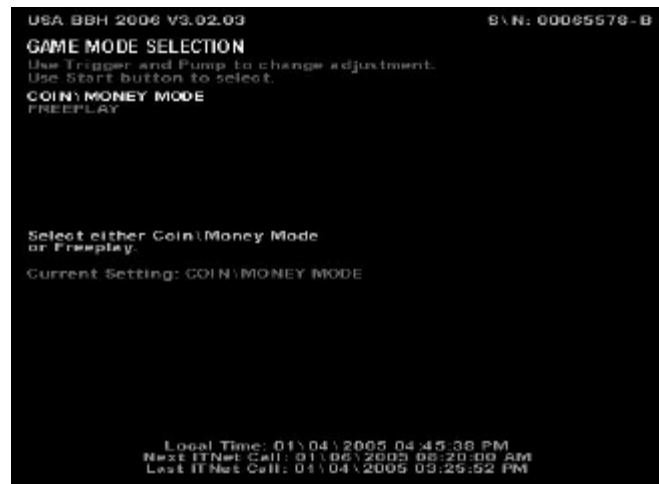 USA BBH 2006 V3.02.03
S\N: 00065578-B
GAME MODE SELECTION
Use Trigger and Pump to change adjustment.
Use Start button to select.
COIN\MONEY MODE
FREEPLAY
Select either Coin\Money Mode
or Freeplay.
Current Setting: COIN\MONEY MODE
Local Time: 01\04\2005 04:45:38 PM
Next ITNet Call: 01\06\2005 08:20:00 AM
Last ITNet Call: 01\04\2005 03:25:52 PM